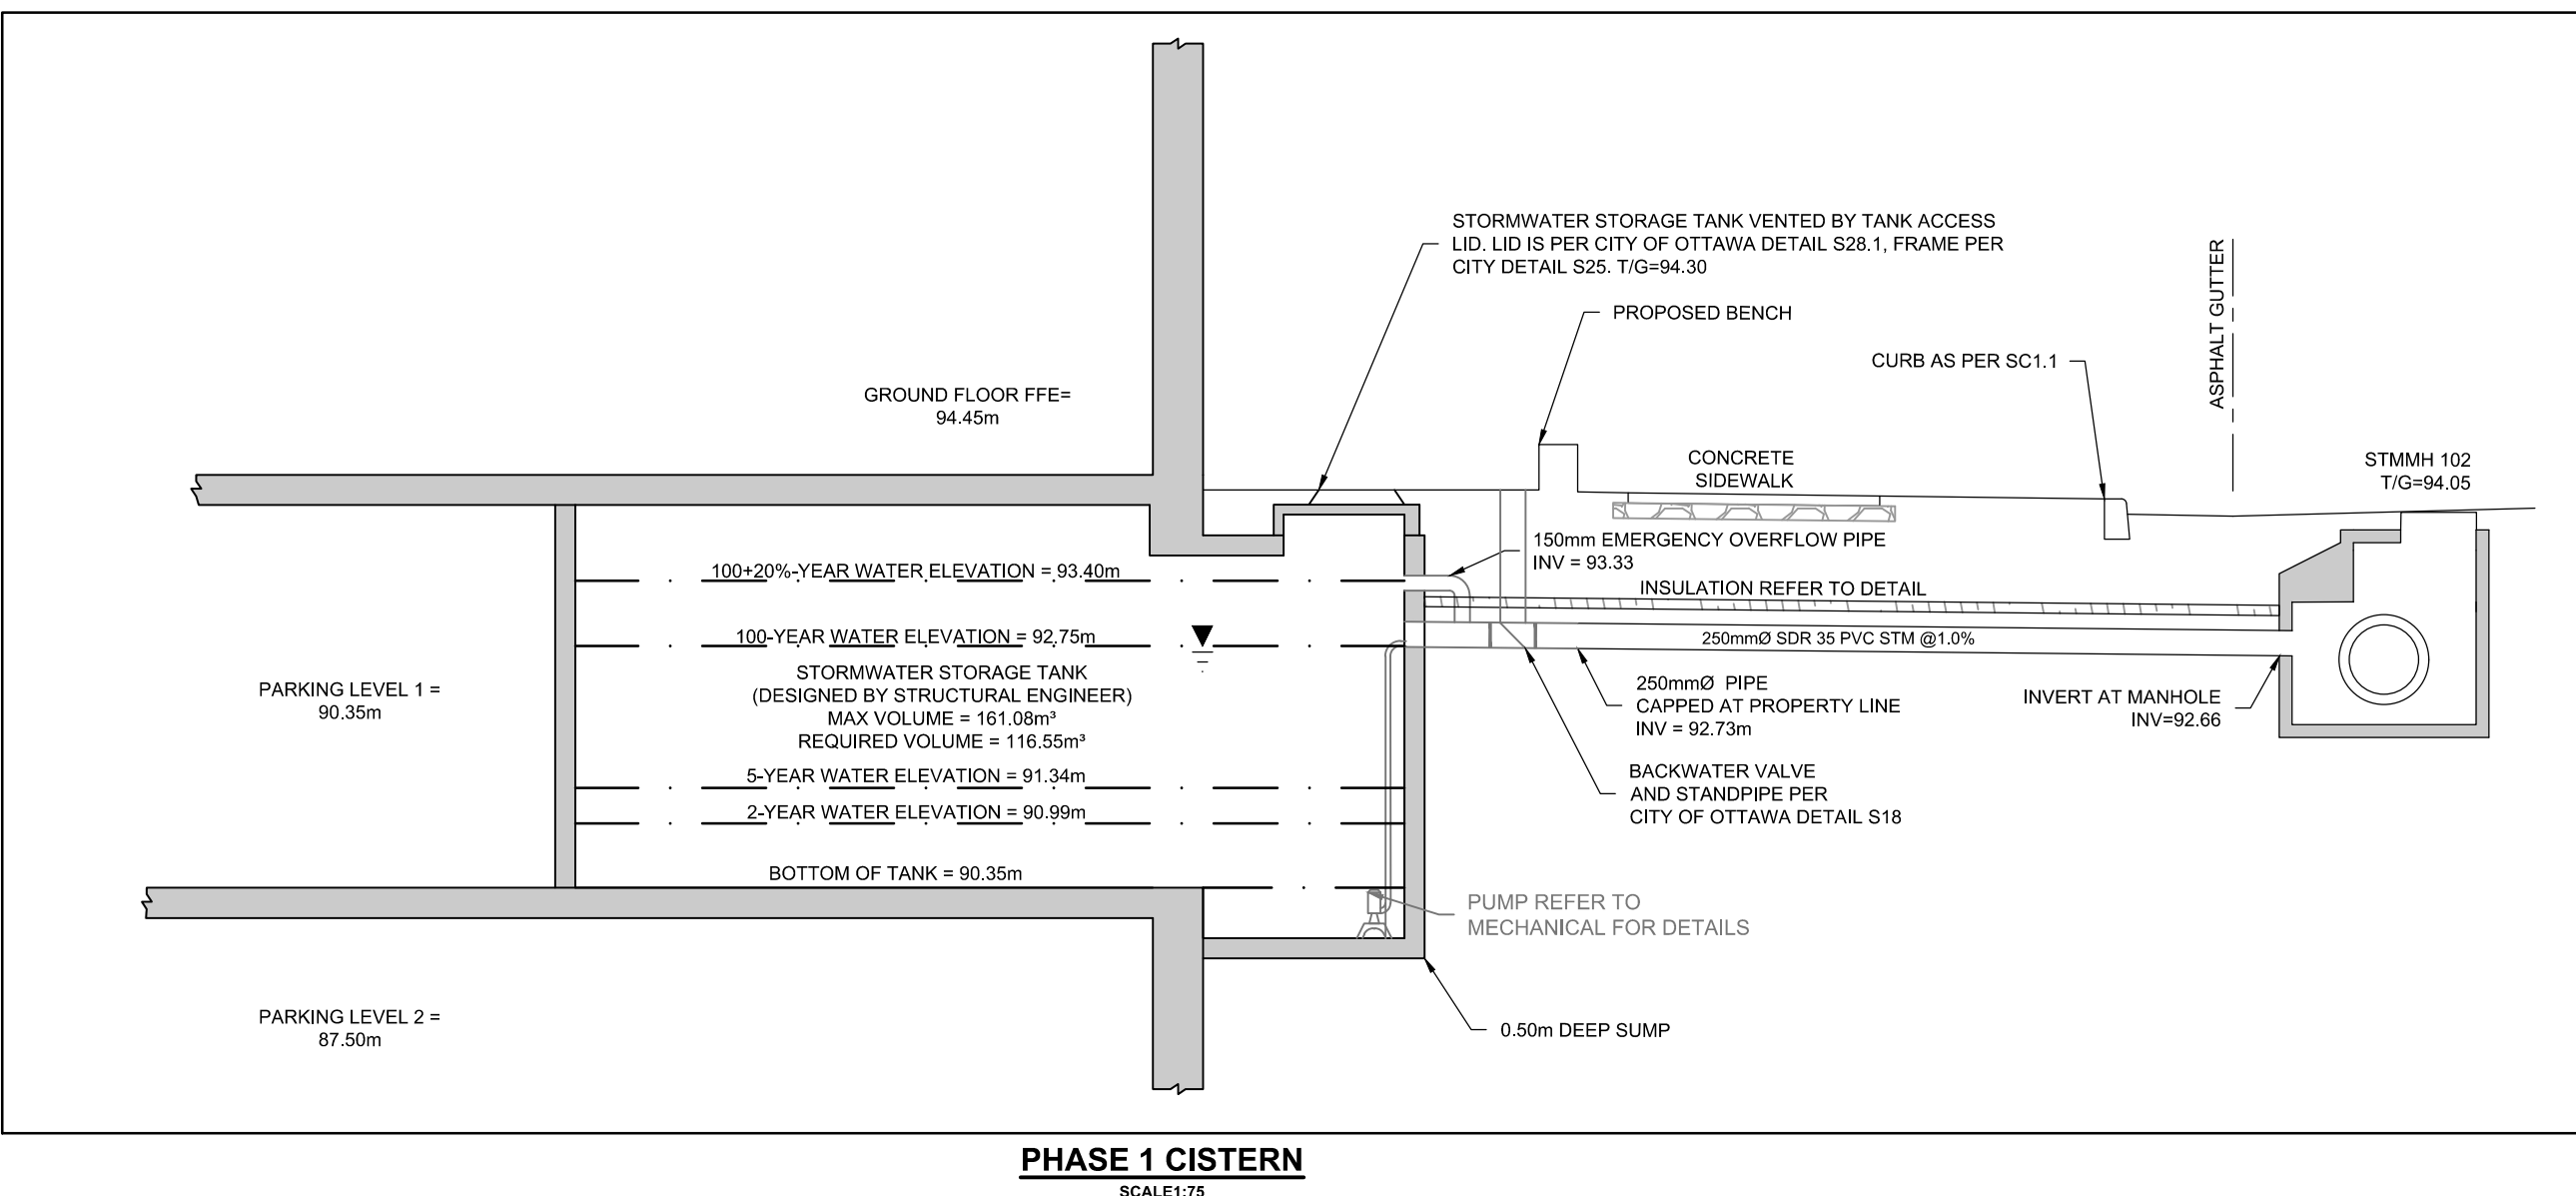 STORMWATER STORAGE TANK VENTED BY TANK ACCESS
LID. LID IS PER CITY OF OTTAWA DETAIL S28.1, FRAME PER
CITY DETAIL S25. T/G=94.30
PROPOSED BENCH
CURB AS PER SC1.1
ASPHALT GUTTER
GROUND FLOOR FFE=
94.45m
CONCRETE
SIDEWALK
STMMH 102
T/G=94.05
150mm EMERGENCY OVERFLOW PIPE
INV = 93.33
100+20%-YEAR WATER ELEVATION = 93.40m
INSULATION REFER TO DETAIL
100-YEAR WATER ELEVATION = 92.75m
250mmØ SDR 35 PVC STM @1.0%
STORMWATER STORAGE TANK
(DESIGNED BY STRUCTURAL ENGINEER)
MAX VOLUME = 161.08m³
REQUIRED VOLUME = 116.55m³
PARKING LEVEL 1 =
90.35m
250mmØ PIPE
CAPPED AT PROPERTY LINE
INV = 92.73m
INVERT AT MANHOLE
INV=92.66
5-YEAR WATER ELEVATION = 91.34m
2-YEAR WATER ELEVATION = 90.99m
BACKWATER VALVE
AND STANDPIPE PER
CITY OF OTTAWA DETAIL S18
BOTTOM OF TANK = 90.35m
PUMP REFER TO
MECHANICAL FOR DETAILS
PARKING LEVEL 2 =
87.50m
0.50m DEEP SUMP
PHASE 1 CISTERN
SCALE1:75